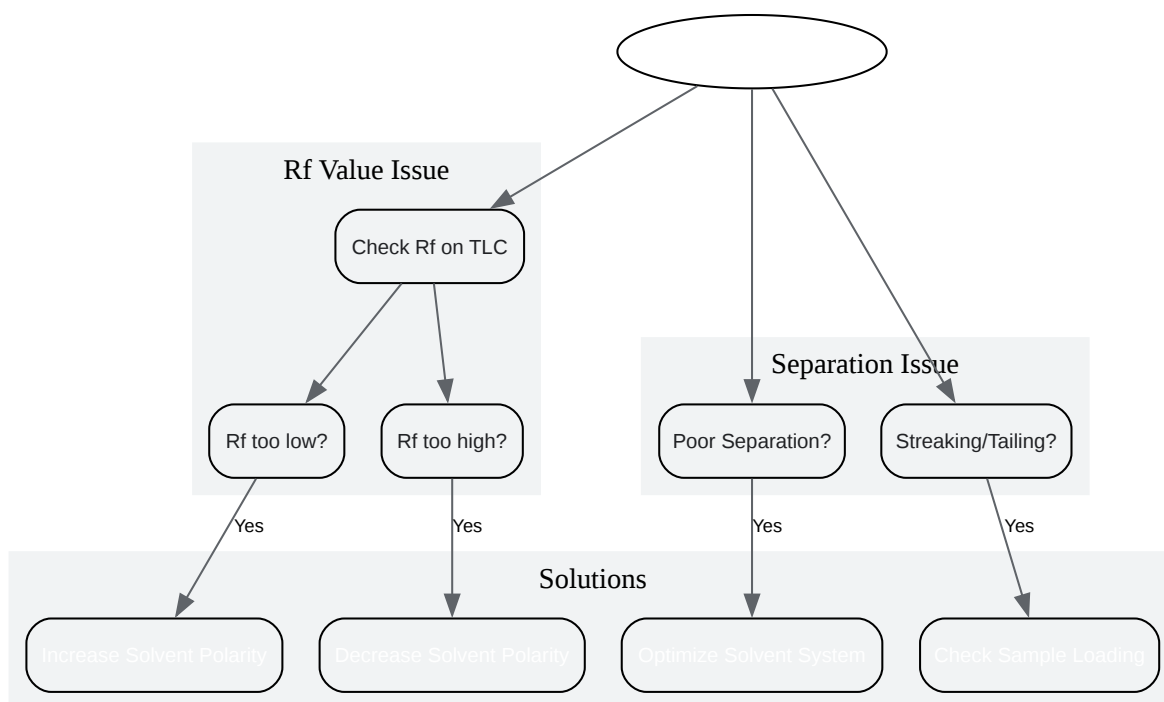 Rf Value Issue
Check Rf on TLC
Separation Issue
Rf too low?
Rf too high?
Poor Separation?
Streaking/Tailing?
Yes
Yes
Yes
Yes
Solutions
Increase Solvent Polarity
Decrease Solvent Polarity
Optimize Solvent System
Check Sample Loading